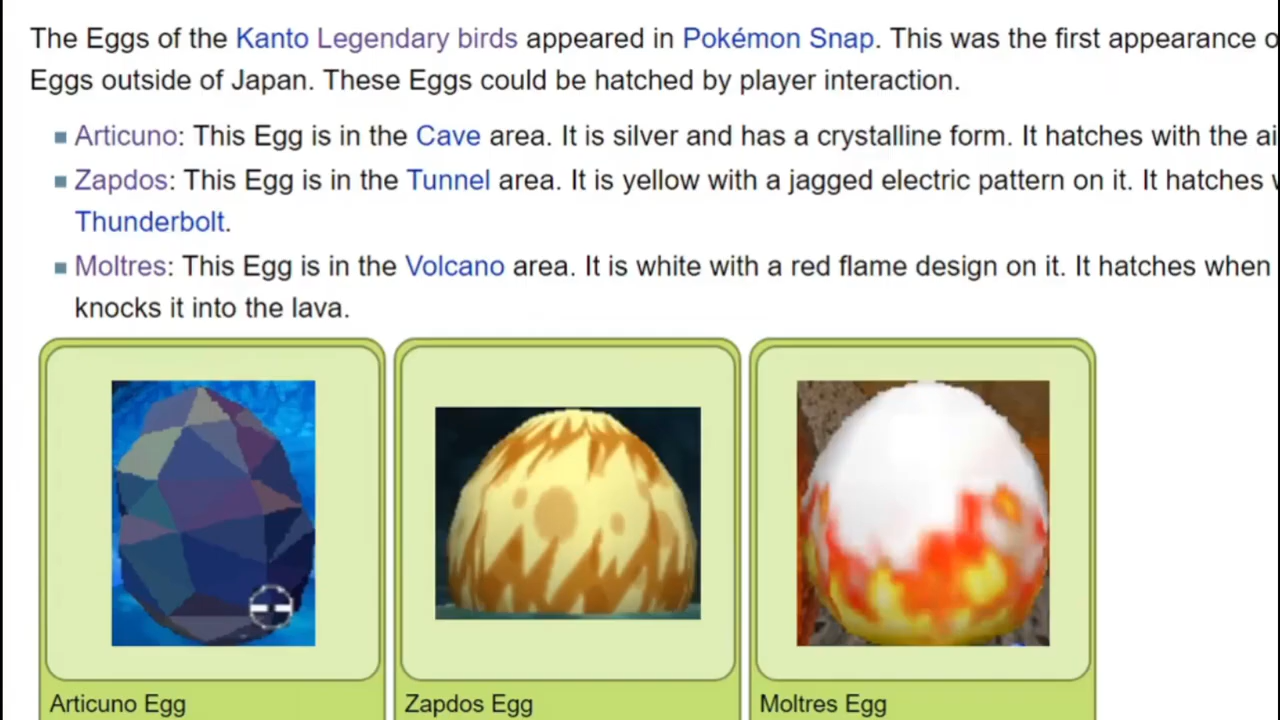 The Eggs of the Kanto Legendary birds appeared in Pokémon Snap. This was the first appearance
Eggs outside of Japan. These Eggs could be hatched by player interaction.
Articuno: This Egg is in the Cave area. It is silver and has a crystalline form. It hatches with the
Zapdos: This Egg is in the Tunnel area. It is yellow with a jagged electric pattern on it. It hatches
Thunderbolt.
Moltres: This Egg is in the Volcano area. It is white with a red flame design on it. It hatches when
knocks it into the lava.
Articuno Egg
Zapdos Egg
Moltres Egg